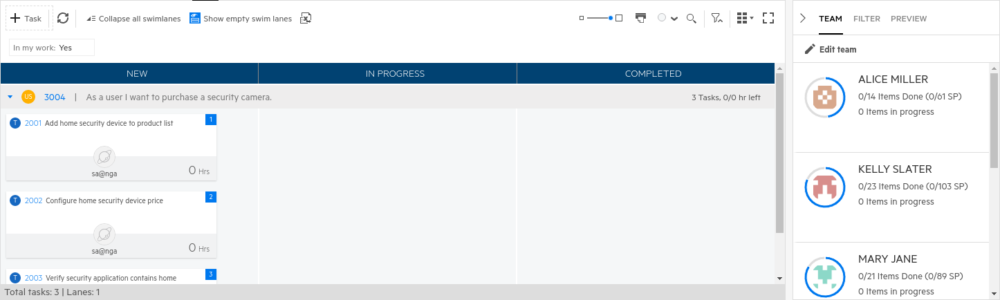 Task
Collapse all swimlanes
Show empty swim lanes
In my work: Yes
NEW
IN PROGRESS
COMPLETED
US 3004 | As a user I want to purchase a security camera.
3 Tasks, 0/0 hr left
T 2001 Add home security device to product list
1
sa@nga
0 Hrs
T 2002 Configure home security device price
2
sa@nga
0 Hrs
T 2003 Verify security application contains home
3
Total tasks: 3 | Lanes: 1
TEAM FILTER PREVIEW
Edit team
ALICE MILLER
0/14 Items Done (0/61 SP)
0 Items in progress
KELLY SLATER
0/23 Items Done (0/103 SP)
0 Items in progress
MARY JANE
0/21 Items Done (0/89 SP)
0 Items in progress